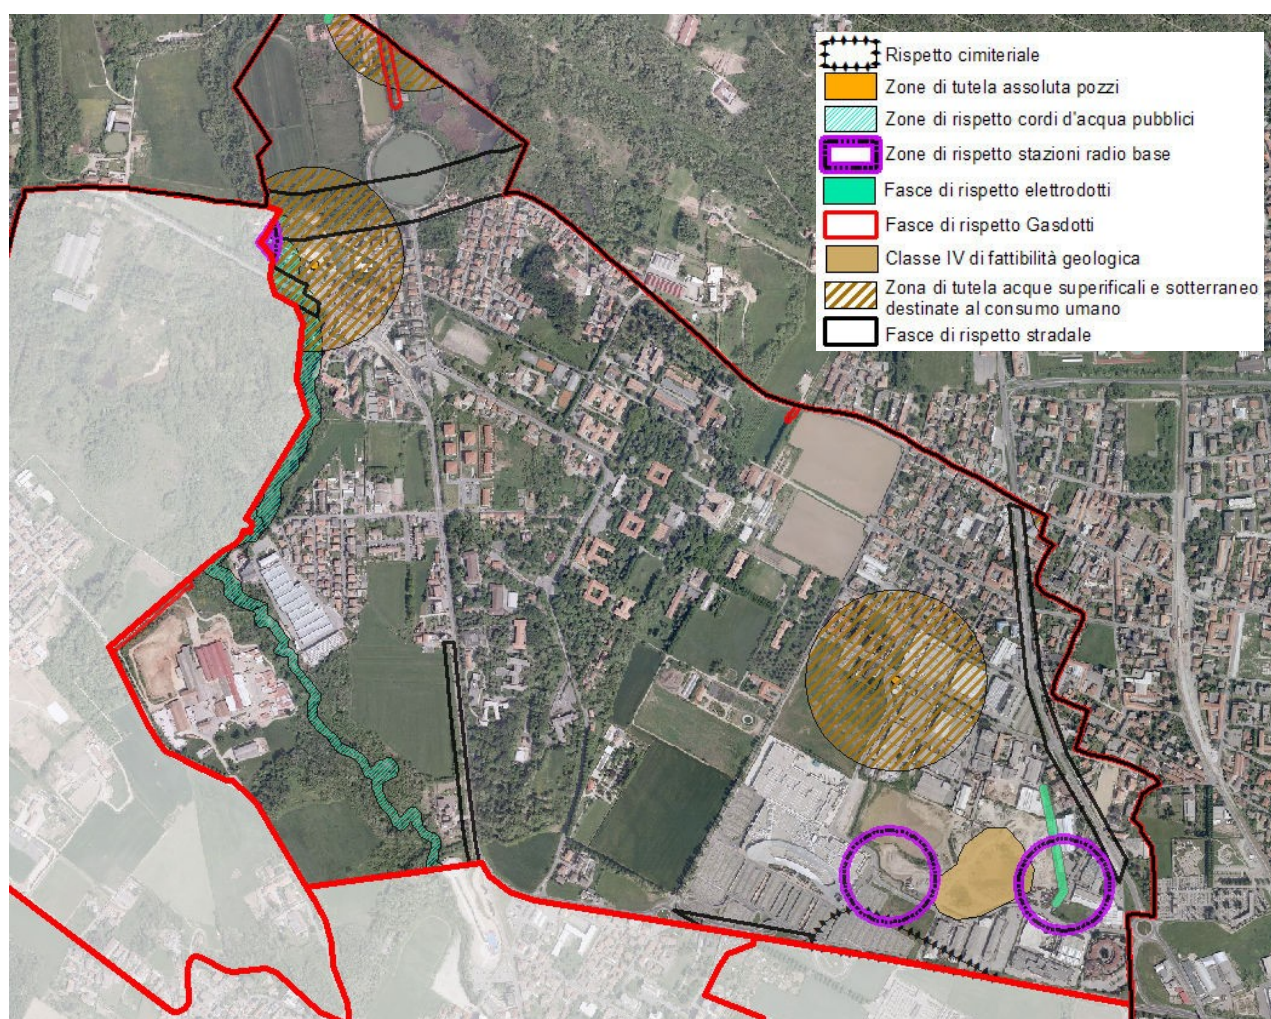 Rispetto cimiteriale
Zone di tutela assoluta pozzi
Zone di rispetto cordi d'acqua pubblici
Zone di rispetto stazioni radio base
Fasce di rispetto elettrodotti
Fasce di rispetto Gasdotti
Classe IV di fattibilità geologica
Zona di tutela acque superificali e sotterraneo
destinate al consumo umano
Fasce di rispetto stradale